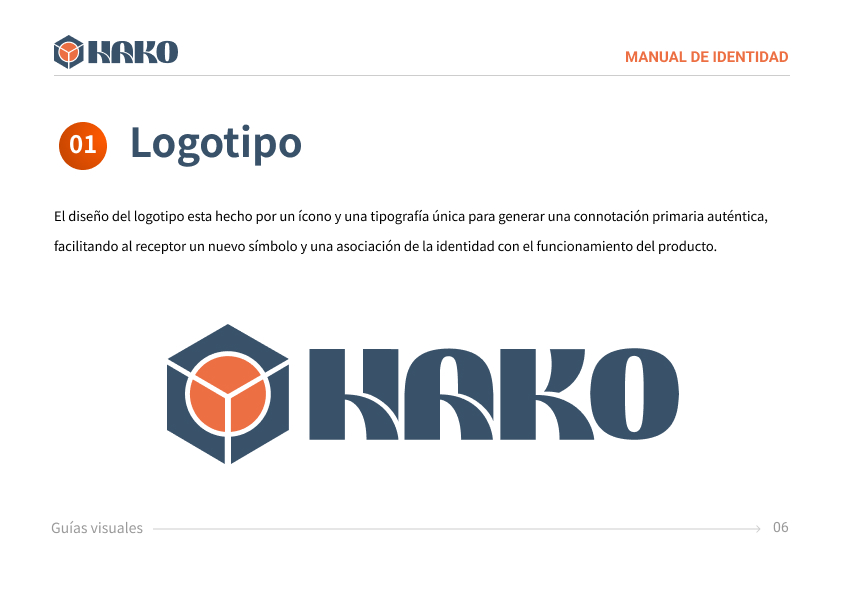 HAKO
MANUAL DE IDENTIDAD
01 Logotipo
El diseño del logotipo esta hecho por un ícono y una tipografía única para generar una connotación primaria auténtica,
facilitando al receptor un nuevo símbolo y una asociación de la identidad con el funcionamiento del producto.
HAKO
Guías visuales
06